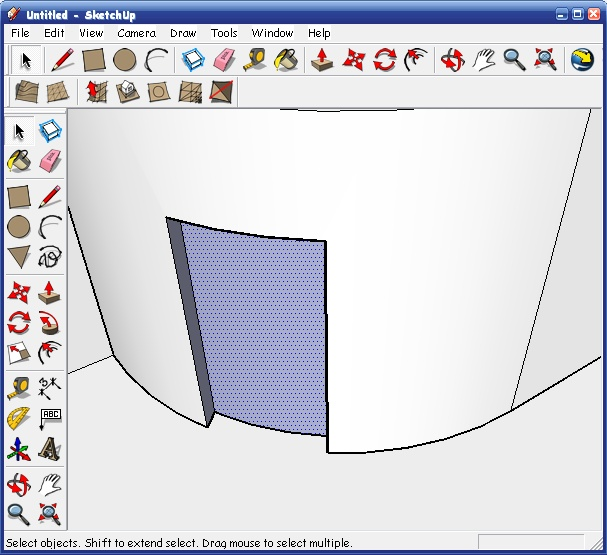 Untitled - SketchUp
File Edit View Camera Draw Tools Window Help
ABC
A
Select objects. Shift to extend select. Drag mouse to select multiple.